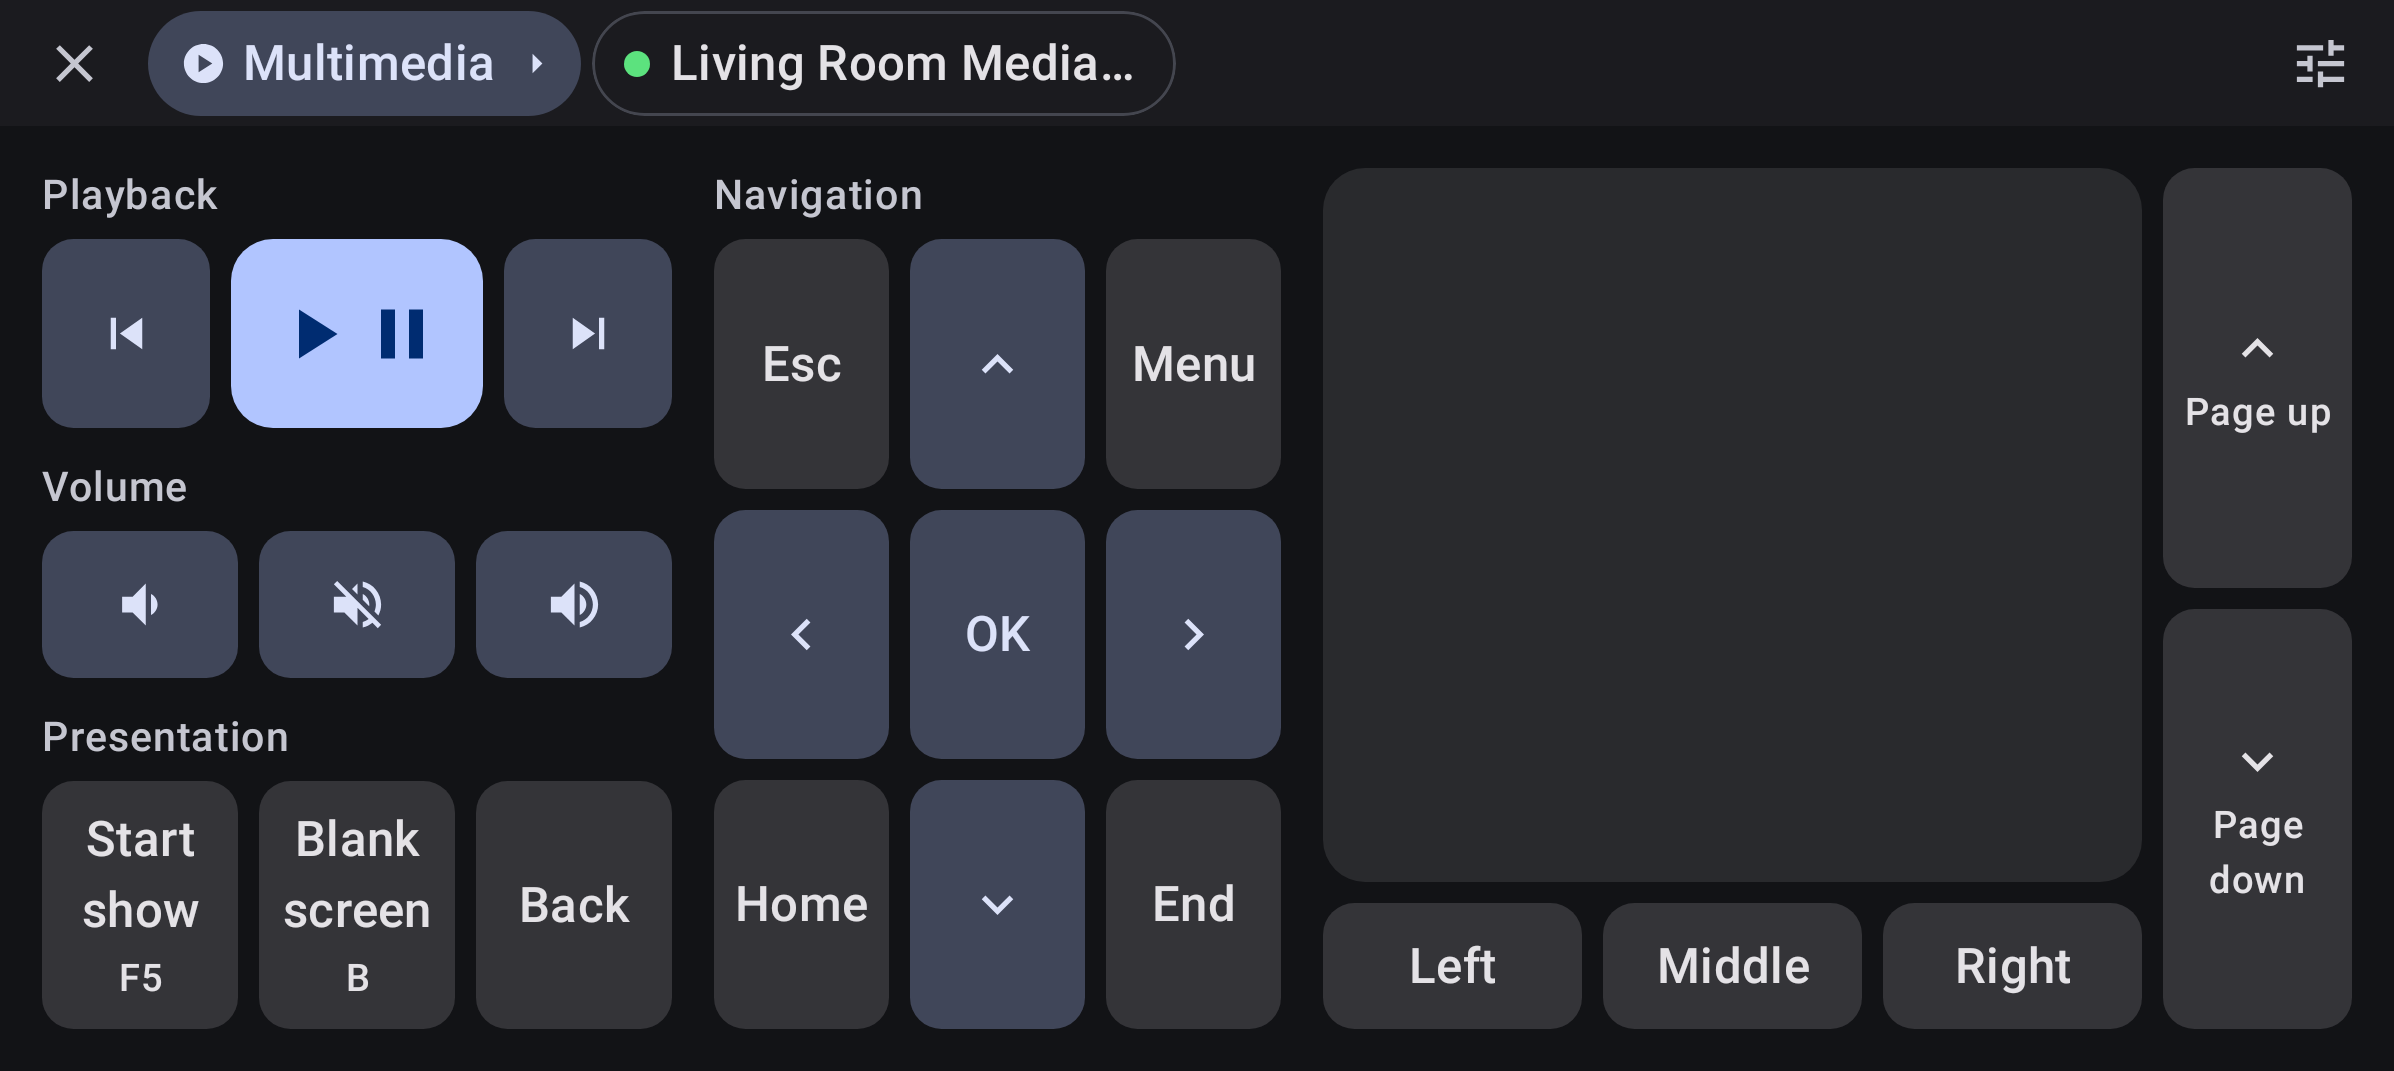 Multimedia
Living Room Media…
Playback
Navigation
Esc
Menu
Page up
Volume
OK
Presentation
Start
show
F5
Blank
screen
B
Back
Home
End
Page
down
Left
Middle
Right